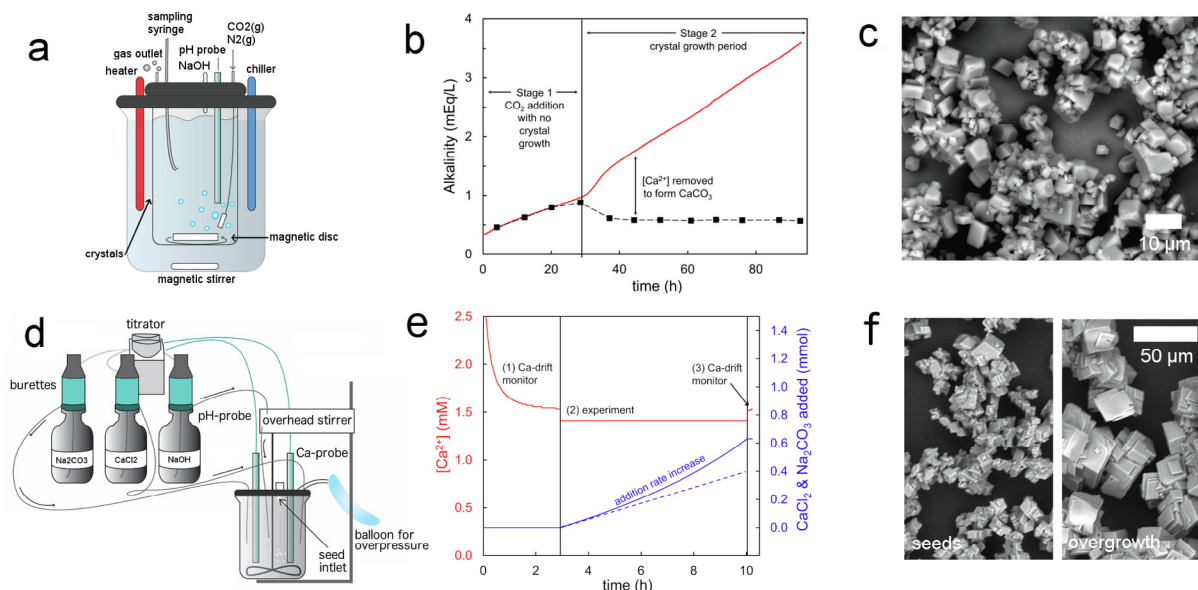 a
sampling
syringe
CO2(g)
N2(g)
gas outlet
pH probe
NaOH
heater
chiller
crystals
magnetic disc
magnetic stirrer
b
Alkalinity (mEq/L)
4
3
2
1
0
Stage 1
CO₂ addition
with no
crystal
growth
Stage 2
crystal growth period
[Ca²⁺] removed
to form CaCO₃
0
20
40
60
80
time (h)
c
10 µm
d
titrator
burettes
pH-probe
overhead stirrer
Na2CO3
CaCl2
NaOH
Ca-probe
balloon for
overpressure
seed
inlet
e
[Ca²⁺] (mM)
2.5
2.0
1.5
1.0
0.5
0.0
(1) Ca-drift
monitor
(2) experiment
(3) Ca-drift
monitor
addition rate increase
CaCl₂ & Na₂CO₃ added (mmol)
1.4
1.2
1.0
0.8
0.6
0.4
0.2
0.0
0
2
4
6
8
10
time (h)
f
50 µm
seeds
overgrowth